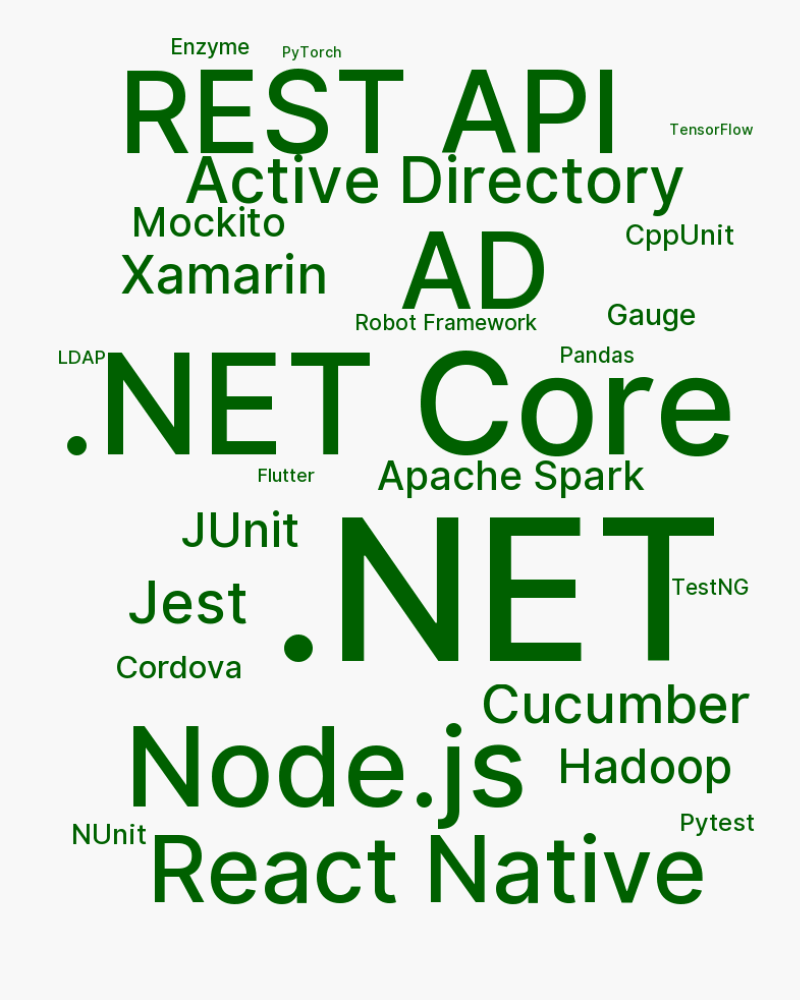 Enzyme
PyTorch
REST API
TensorFlow
Active Directory
Mockito
CppUnit
Xamarin
AD
Gauge
Robot Framework
LDAP
Pandas
.NET Core
Flutter
Apache Spark
JUnit
.NET
TestNG
Jest
Cordova
Cucumber
Node.js
Hadoop
Pytest
NUnit
React Native